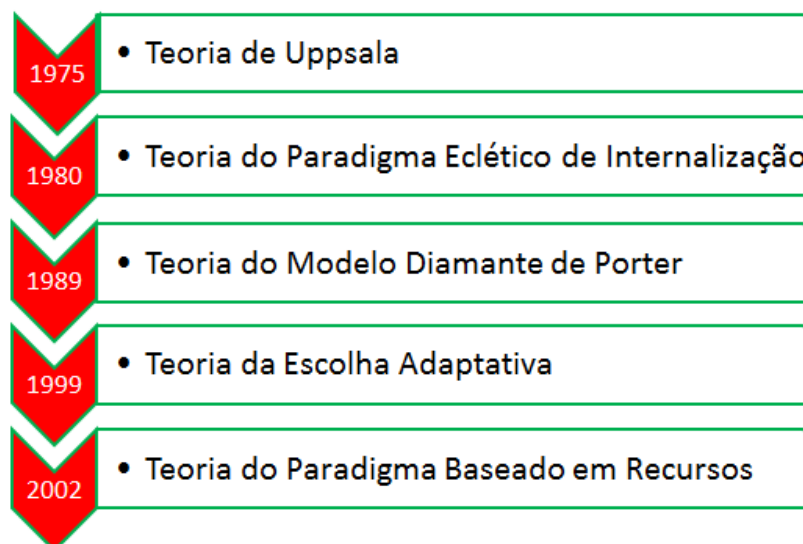 1975 • Teoria de Uppsala
1980 • Teoria do Paradigma Eclético de Internalização
1989 • Teoria do Modelo Diamante de Porter
1999 • Teoria da Escolha Adaptativa
2002 • Teoria do Paradigma Baseado em Recursos